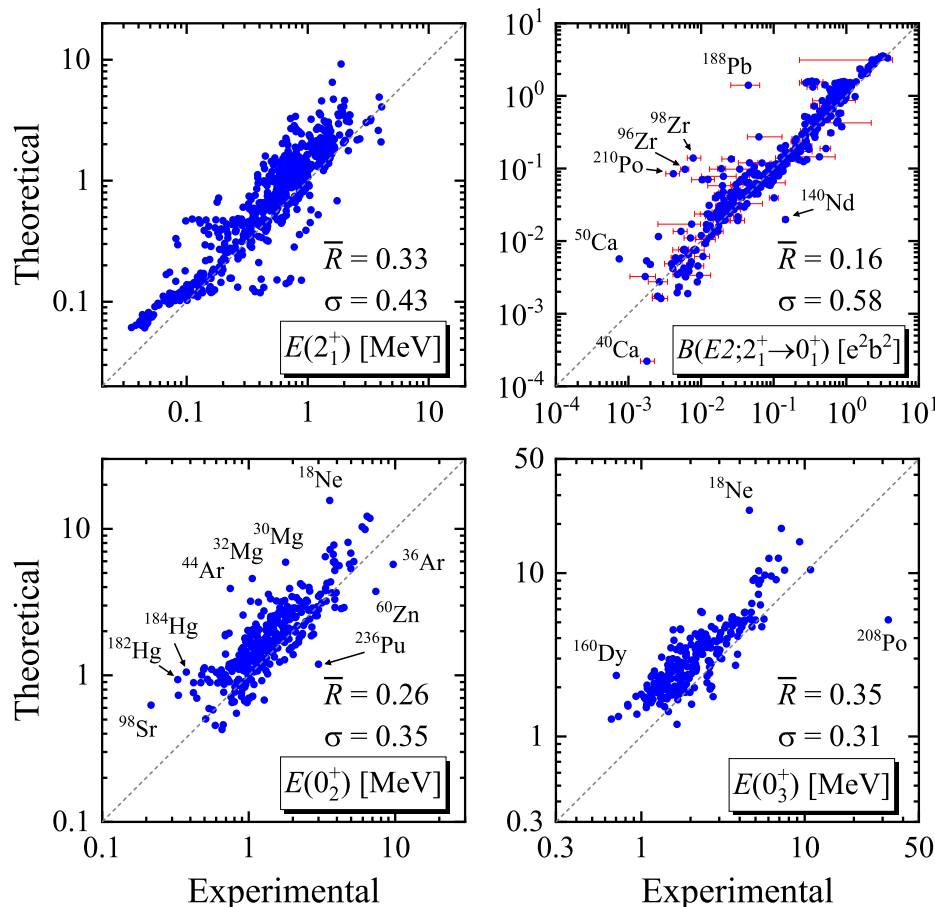 Theoretical
10
1
0.1
0.1
1
10
R̅ = 0.33
σ = 0.43
E(2₁⁺) [MeV]
10¹
10⁰
10⁻¹
10⁻²
10⁻³
10⁻⁴
10⁻⁴
10⁻³
10⁻²
10⁻¹
10⁰
10¹
¹⁸⁸Pb
⁹⁸Zr
⁹⁶Zr
²¹⁰Po
¹⁴⁰Nd
⁵⁰Ca
⁴⁰Ca
R̅ = 0.16
σ = 0.58
B(E2;2₁⁺→0₁⁺) [e²b²]
Theoretical
10
1
0.1
0.1
1
10
Experimental
¹⁸Ne
³⁰Mg
³²Mg
⁴⁴Ar
³⁶Ar
⁶⁰Zn
¹⁸⁴Hg
¹⁸²Hg
²³⁶Pu
⁹⁸Sr
R̅ = 0.26
σ = 0.35
E(0₂⁺) [MeV]
50
10
1
0.3
0.3
1
10
50
Experimental
¹⁸Ne
¹⁶⁰Dy
²⁰⁸Po
R̅ = 0.35
σ = 0.31
E(0₃⁺) [MeV]